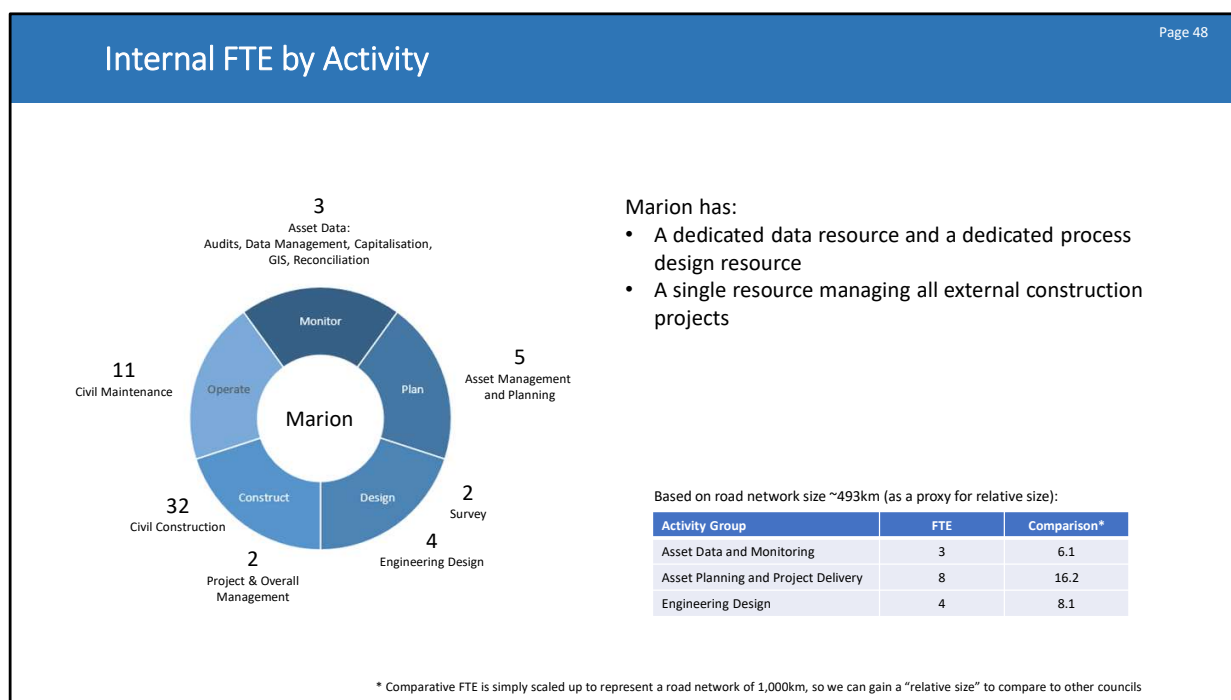 Page 48
Internal FTE by Activity
3
Asset Data:
Audits, Data Management, Capitalisation,
GIS, Reconciliation
Monitor
11
Civil Maintenance
Operate
Marion
Plan
5
Asset Management
and Planning
Construct
Design
32
Civil Construction
2
Project & Overall
Management
2
Survey
4
Engineering Design
Marion has:
• A dedicated data resource and a dedicated process
design resource
• A single resource managing all external construction
projects
Based on road network size ~493km (as a proxy for relative size):
Activity Group FTE Comparison*
Asset Data and Monitoring 3 6.1
Asset Planning and Project Delivery 8 16.2
Engineering Design 4 8.1
* Comparative FTE is simply scaled up to represent a road network of 1,000km, so we can gain a “relative size” to compare to other councils